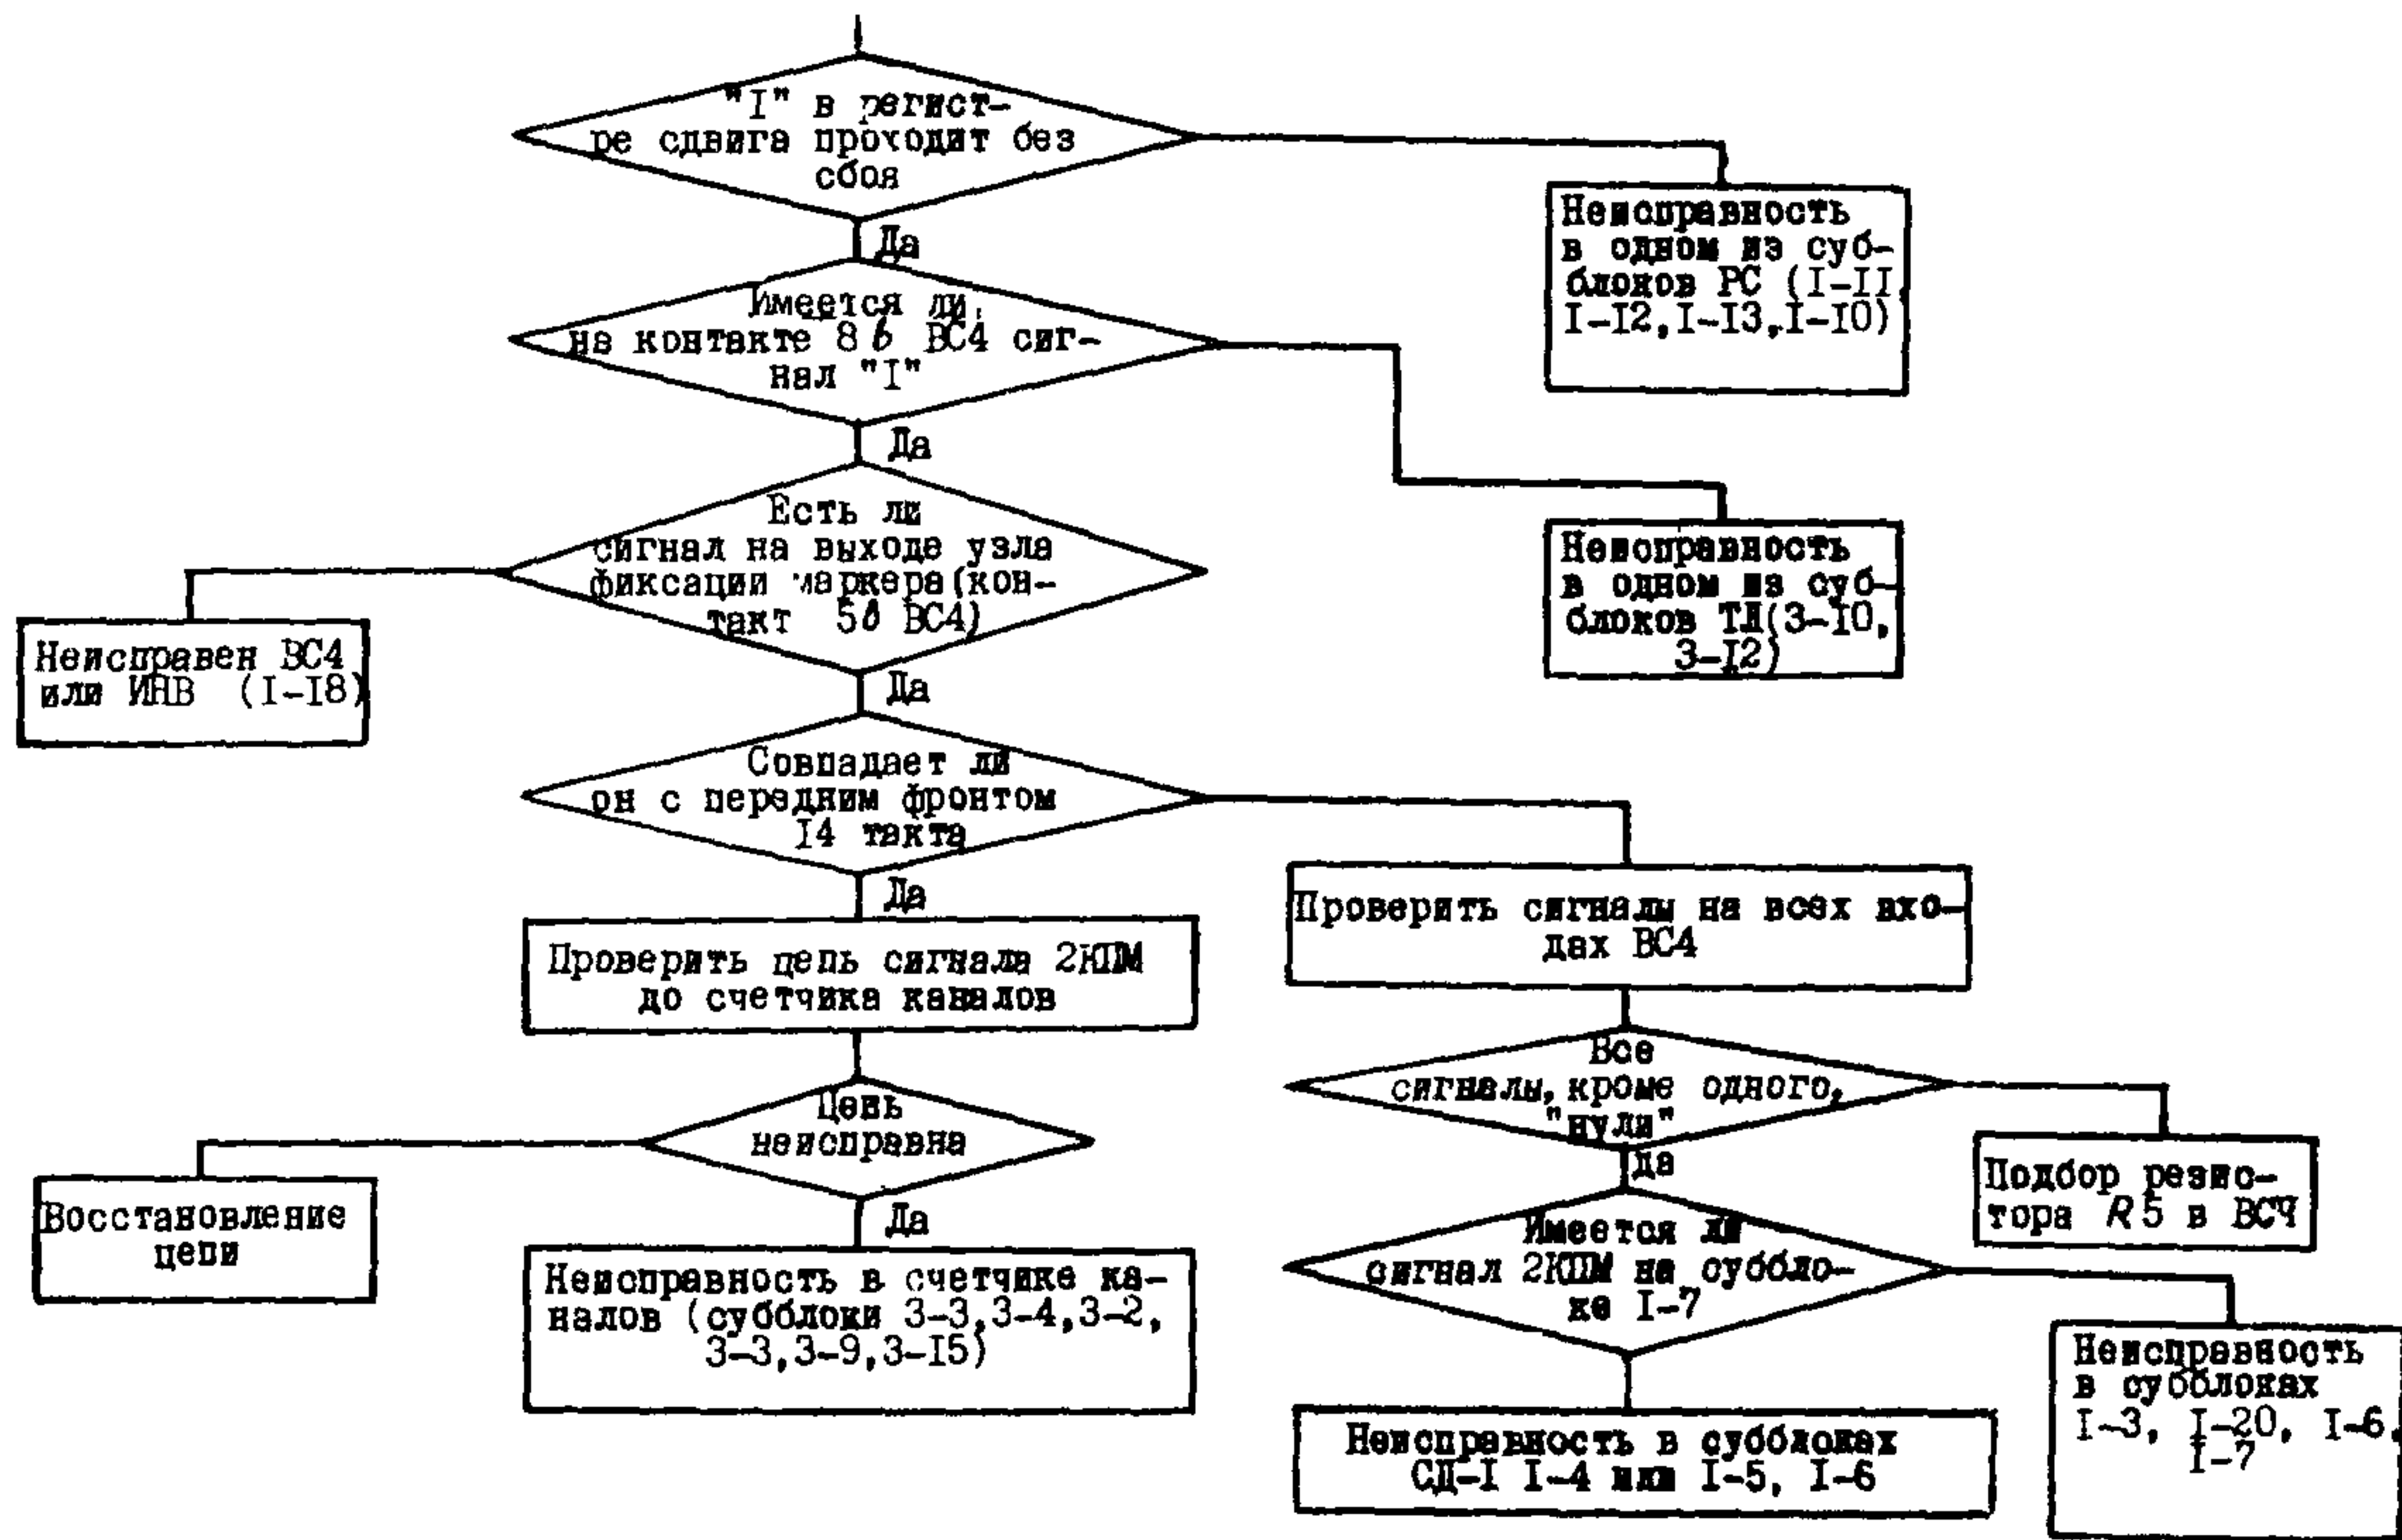 "I" в регист-
ре сдвига проходит без
сбоя
Да
Неисправность
в одном из суб-
блоков РС (I-II
I-I2,I-I3,I-I0)
Имеется ли
на контакте 8б ВС4 сиг-
нал "I"
Да
Неисправность
в одном из суб-
блоков ТЛ(3-I0,
3-I2)
Есть ли
сигнал на выходе узла
фиксации маркера(кон-
такт 5б ВС4)
Неисправен ВС4
или ИНВ (I-I8)
Да
Совпадает ли
он с передним фронтом
I4 такта
Да
Проверить цепь сигнала 2КПМ
до счетчика каналов
Цепь
неисправна
Восстановление
цепи
Да
Неисправность в счетчике ка-
налов (субблоки 3-3,3-4,3-2,
3-3,3-9,3-I5)
Проверить сигналы на всех вхо-
дах ВС4
Все
сигналы, кроме одного,
"нули"
Подбор резис-
тора R5 в ВСЧ
да
Имеется ли
сигнал 2КПМ на суббло-
ке I-7
Неисправность
в субблоках
I-3, I-20, I-6,
I-7
Неисправность в субблоках
СД-I I-4 или I-5, I-6